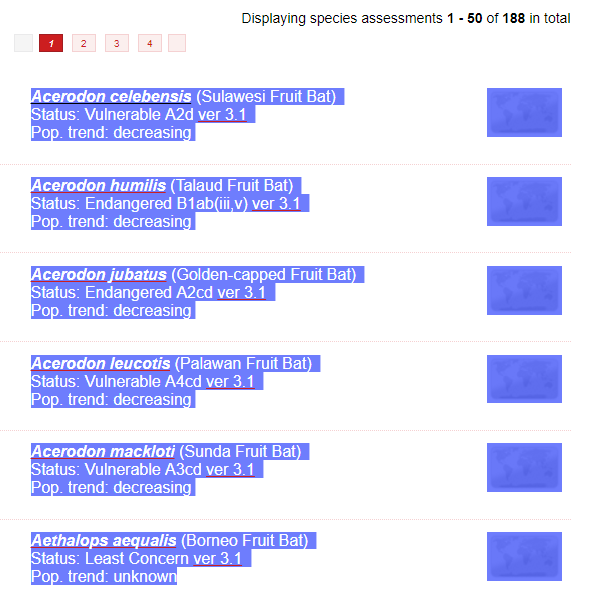 Displaying species assessments 1 - 50 of 188 in total
1 2 3 4
Acerodon celebensis (Sulawesi Fruit Bat)
Status: Vulnerable A2d ver 3.1
Pop. trend: decreasing
Acerodon humilis (Talaud Fruit Bat)
Status: Endangered B1ab(iii,v) ver 3.1
Pop. trend: decreasing
Acerodon jubatus (Golden-capped Fruit Bat)
Status: Endangered A2cd ver 3.1
Pop. trend: decreasing
Acerodon leucotis (Palawan Fruit Bat)
Status: Vulnerable A4cd ver 3.1
Pop. trend: decreasing
Acerodon mackloti (Sunda Fruit Bat)
Status: Vulnerable A3cd ver 3.1
Pop. trend: decreasing
Aethalops aequalis (Borneo Fruit Bat)
Status: Least Concern ver 3.1
Pop. trend: unknown